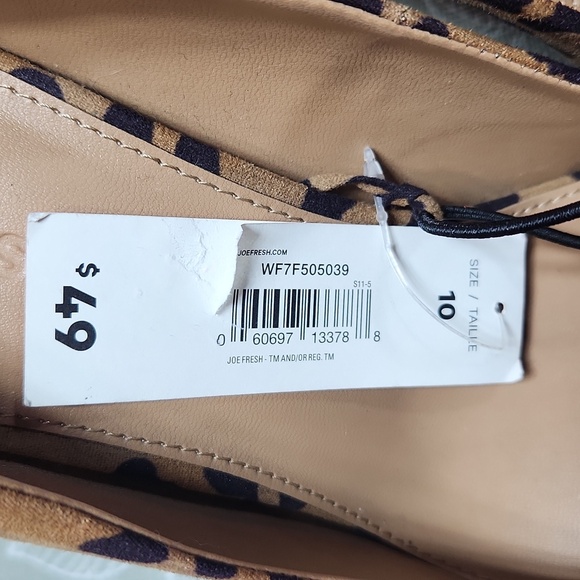 JOEFRESH.COM
WF7F505039
$11-5
0 60697 13378 8
JOE FRESH - TM AND/OR REG. TM
$ 49
SIZE / TAILLE
10